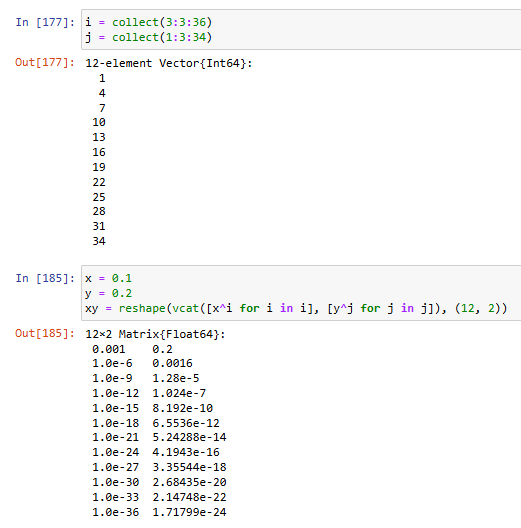 In [177]: i = collect(3:3:36)
j = collect(1:3:34)
Out[177]: 12-element Vector{Int64}:
1
4
7
10
13
16
19
22
25
28
31
34
In [185]: x = 0.1
y = 0.2
xy = reshape(vcat([x^i for i in i], [y^j for j in j]), (12, 2))
Out[185]: 12×2 Matrix{Float64}:
0.001 0.2
1.0e-6 0.0016
1.0e-9 1.28e-5
1.0e-12 1.024e-7
1.0e-15 8.192e-10
1.0e-18 6.5536e-12
1.0e-21 5.24288e-14
1.0e-24 4.1943e-16
1.0e-27 3.35544e-18
1.0e-30 2.68435e-20
1.0e-33 2.14748e-22
1.0e-36 1.71799e-24